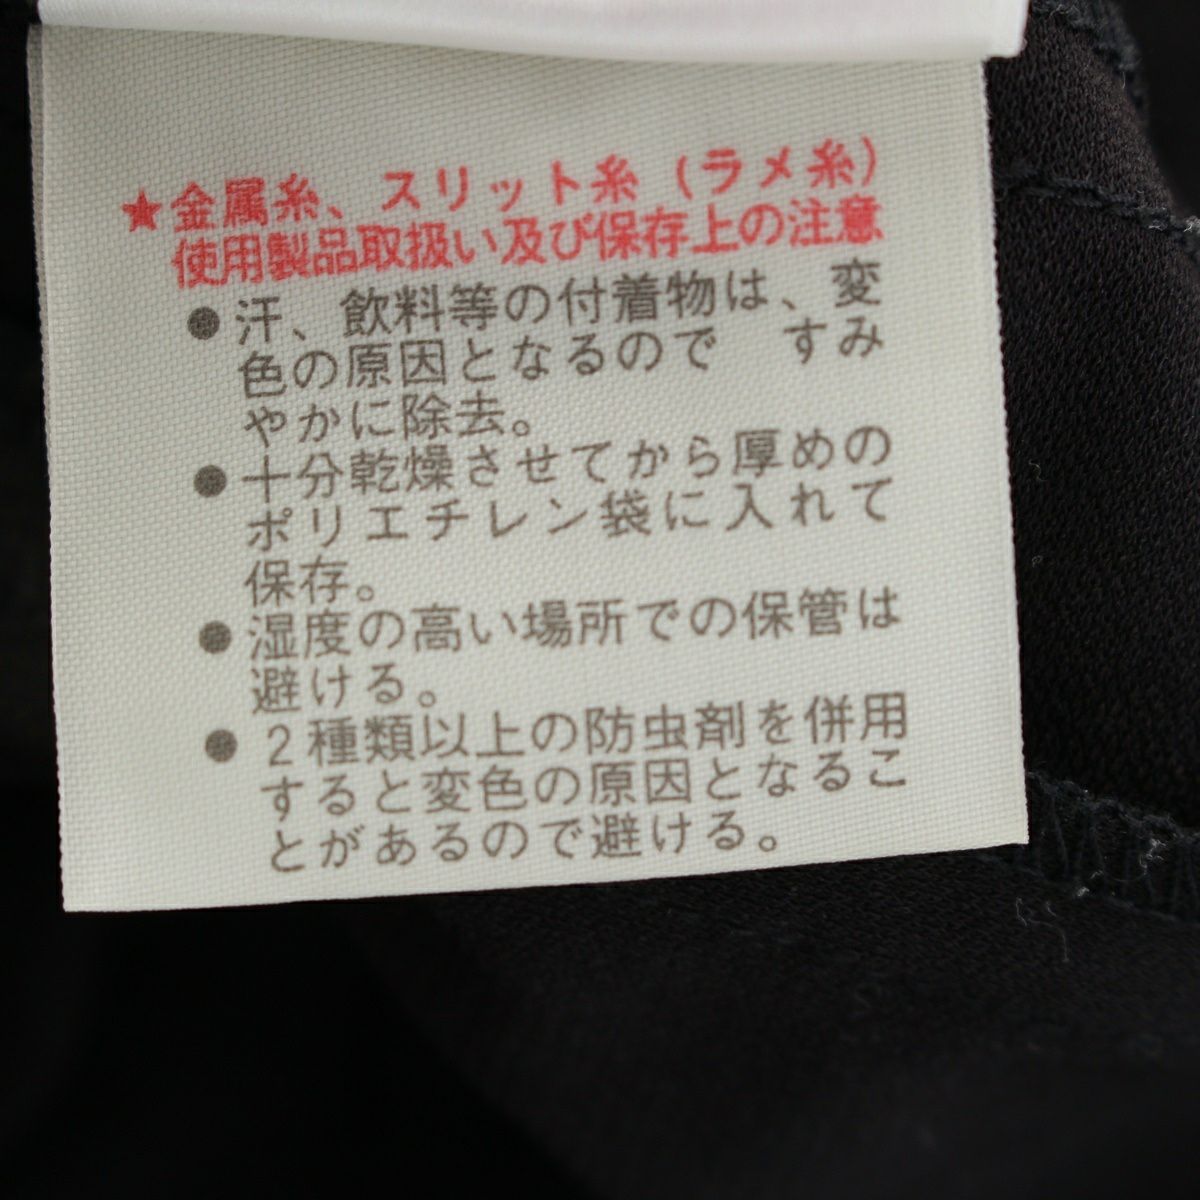 ★金属糸、スリット糸（ラメ糸）
使用製品取扱い及び保存上の注意
●汗、飲料等の付着物は、変
色の原因となるので　すみ
やかに除去。
●十分乾燥させてから厚めの
ポリエチレン袋に入れて
保存。
●湿度の高い場所での保管は
避ける。
●2種類以上の防虫剤を併用
すると変色の原因となるこ
とがあるので避ける。